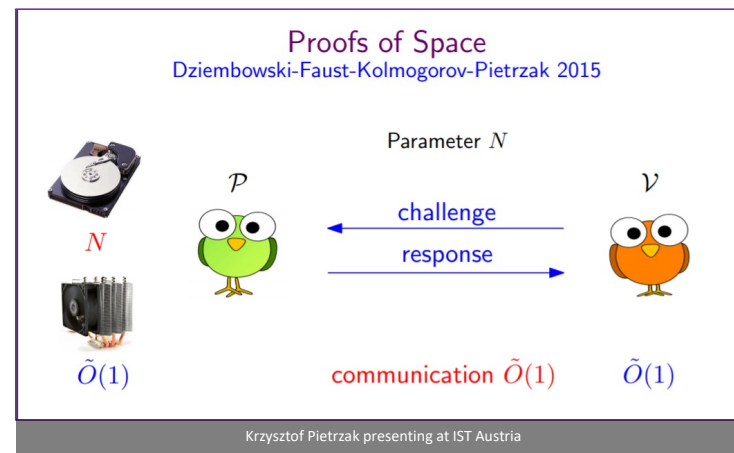 Proofs of Space
Dziembowski-Faust-Kolmogorov-Pietrzak 2015
Parameter N
P
V
challenge
N
response
Õ(1)
communication Õ(1)
Õ(1)
Krzysztof Pietrzak presenting at IST Austria